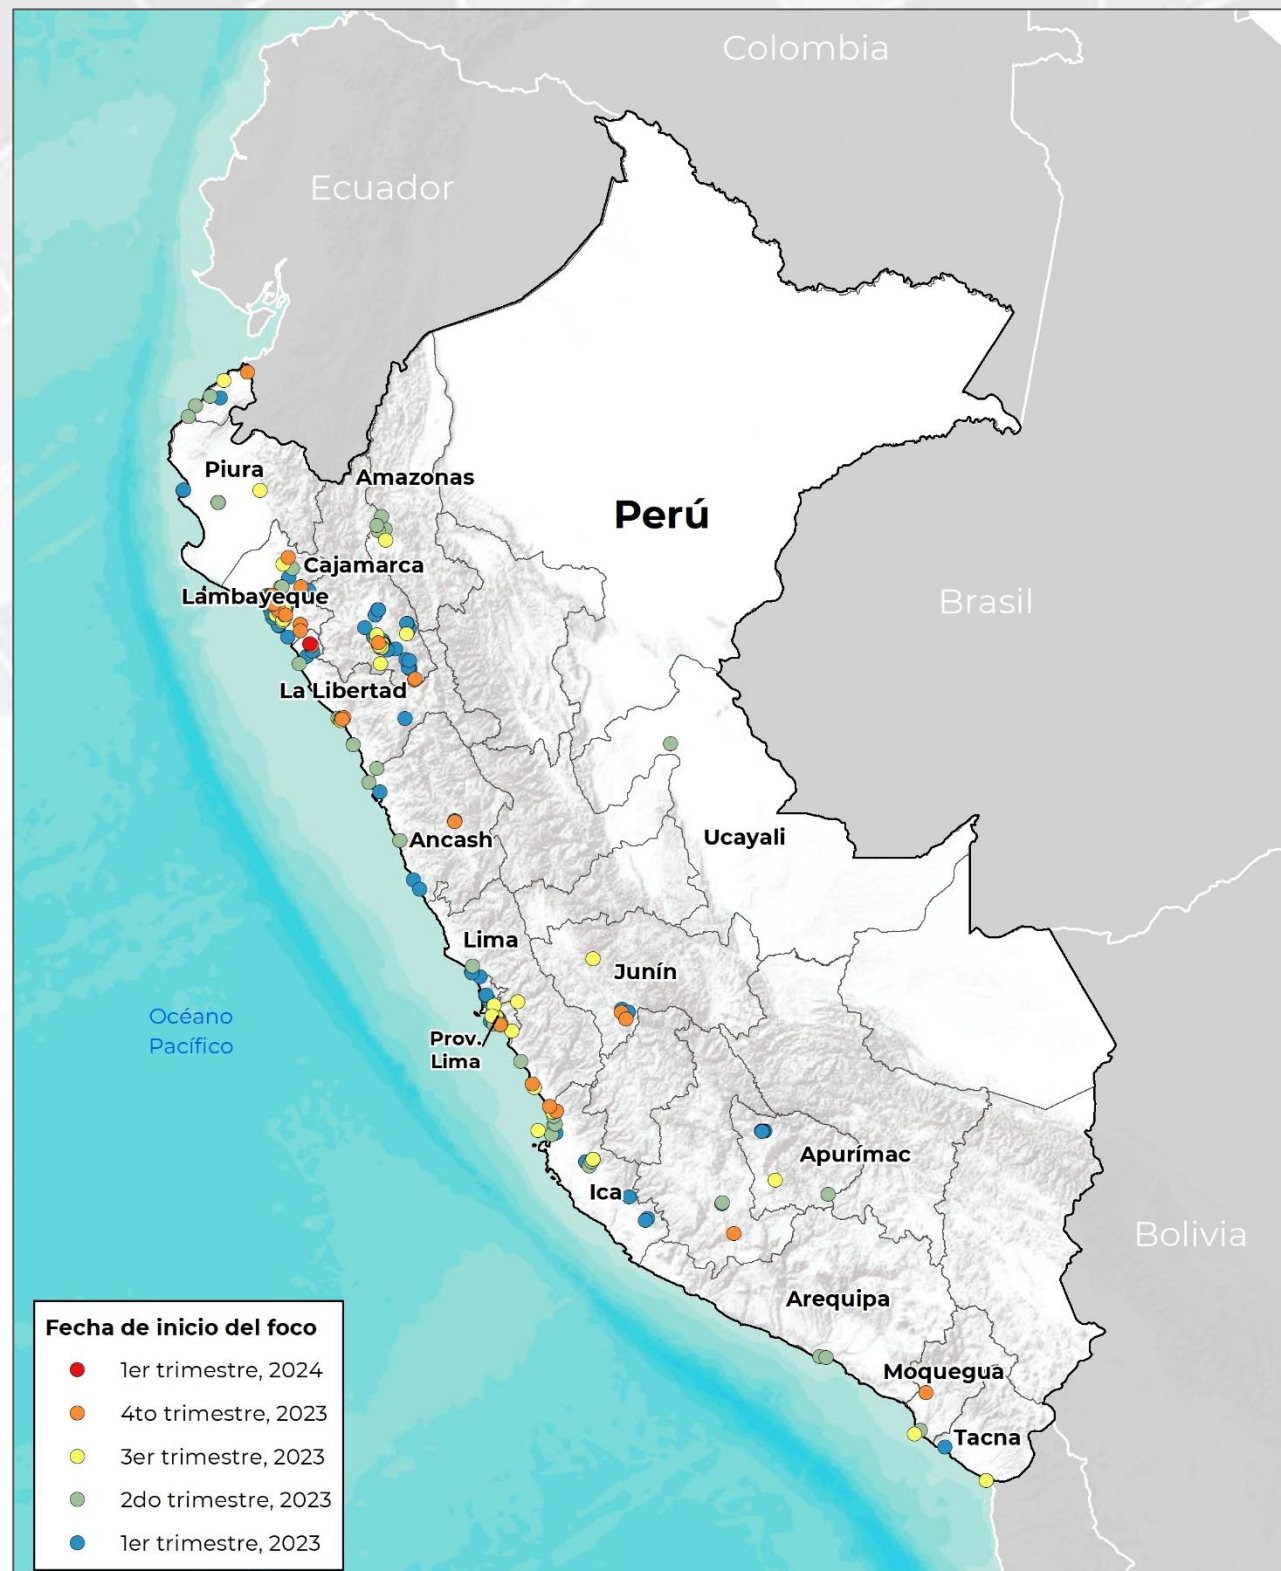 Colombia
Ecuador
Piura
Amazonas
Perú
Cajamarca
Lambayeque
Brasil
La Libertad
Ancash
Ucayali
Lima
Junín
Océano
Pacífico
Prov.
Lima
Apurímac
Ica
Bolivia
Arequipa
Moquegua
Tacna
Fecha de inicio del foco
1er trimestre, 2024
4to trimestre, 2023
3er trimestre, 2023
2do trimestre, 2023
1er trimestre, 2023